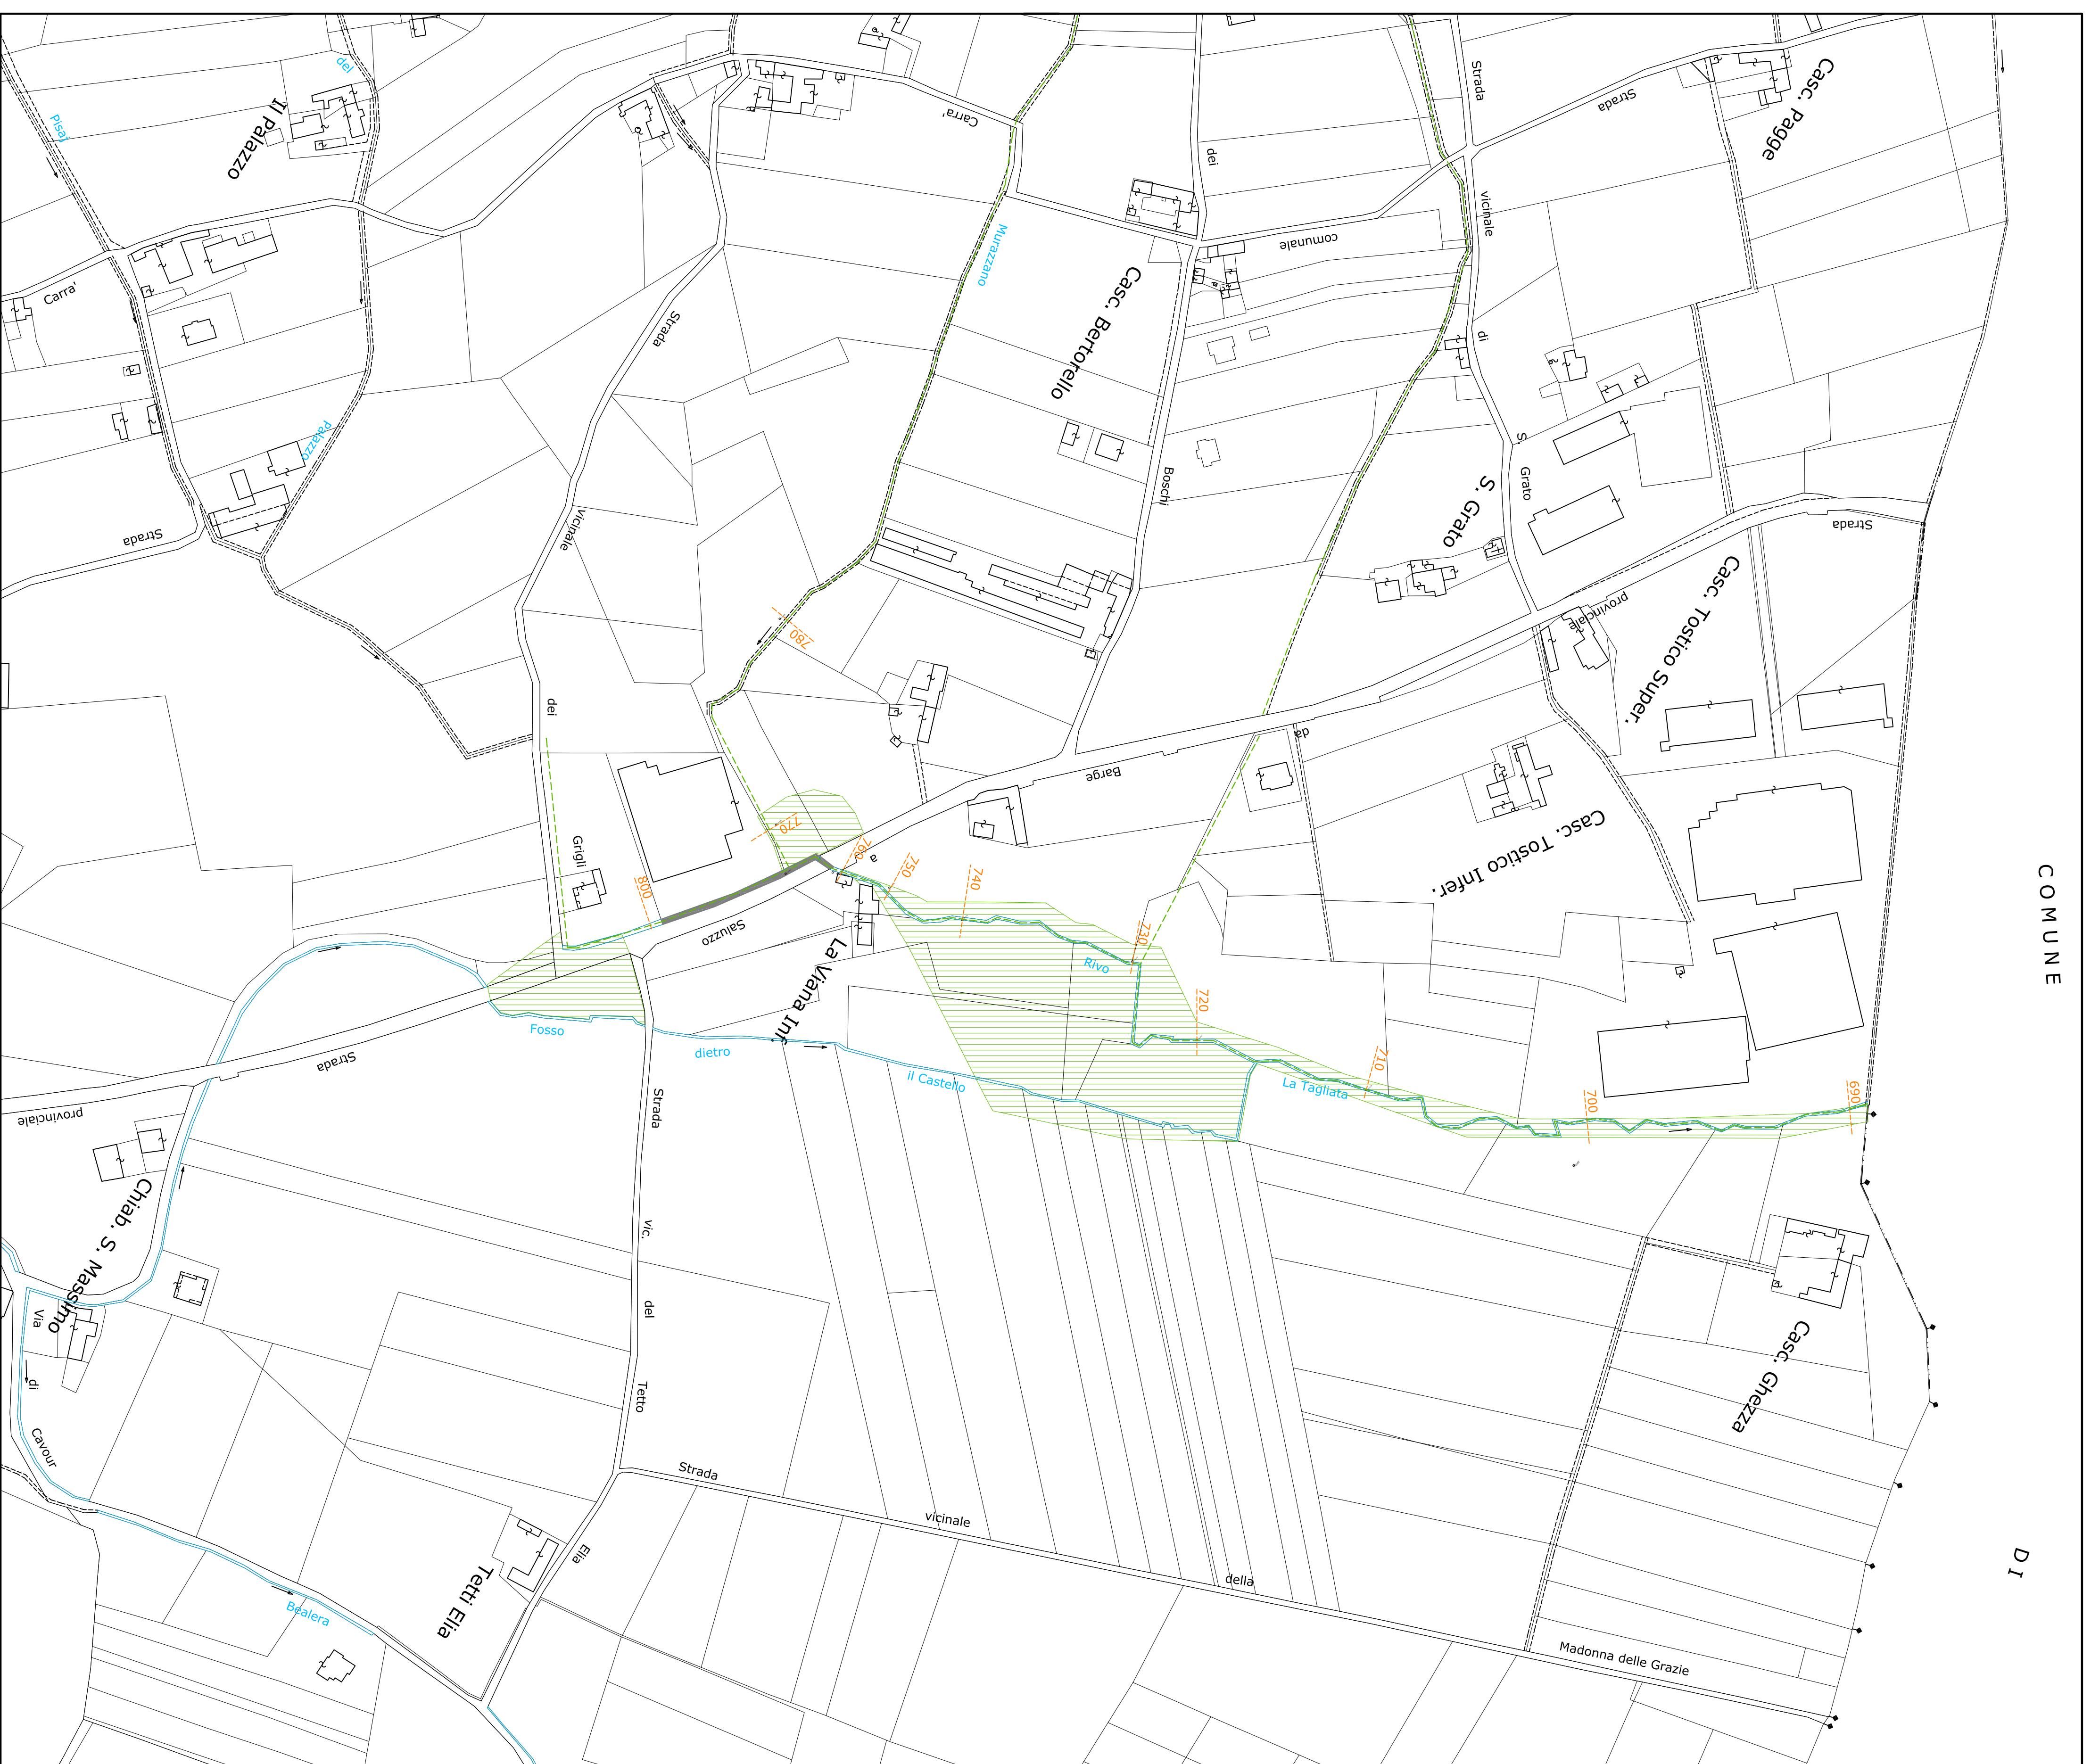 del
Pisa
Il Palazzo
Carra'
Strada
Casc. Pagge
Strada
dei
vicinale
Murazzano
comunale
Carra'
Casc. Bertorello
Strada
di
Palazzo
S.
Grato
S. Grato
Boschi
Strada
vicinale
Strada
Casc. Tostico Super.
provinciale
780
dei
da
Barge
Casc. Tostico Infer.
770
760
a
750
740
Grigli
800
COMUNE
Saluzzo
730
La Viana Inf.
Rivo
720
Fosso
dietro
Strada
il Castello
710
La Tagliata
700
690
provinciale
Strada
Chiab. S. Massimo
vic.
Via
del
di
Tetto
Casc. Ghezza
Cavour
Strada
vicinale
Elia
DI
Tetti Elia
della
Bealera
Madonna delle Grazie